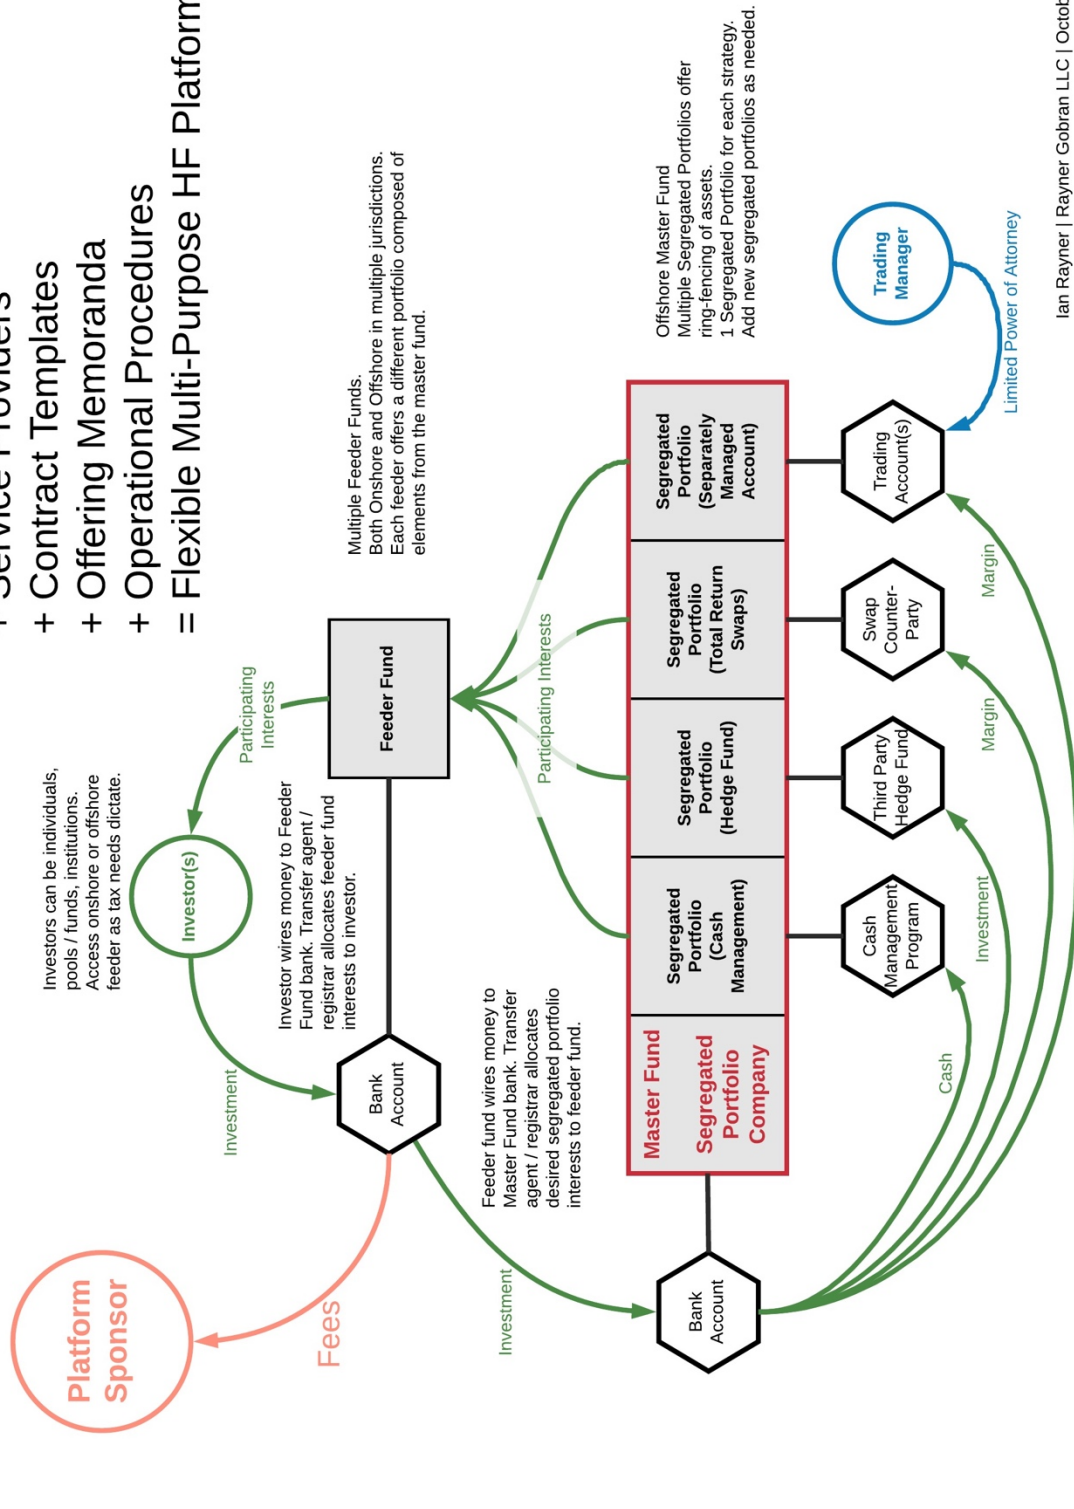 + Service Providers
+ Contract Templates
+ Offering Memoranda
+ Operational Procedures
= Flexible Multi-Purpose HF Platform
Platform
Sponsor
Investors can be individuals,
pools / funds, institutions.
Access onshore or offshore
feeder as tax needs dictate.
Investor(s)
Investment
Participating
Interests
Fees
Investor wires money to Feeder
Fund bank. Transfer agent /
registrar allocates feeder fund
interests to investor.
Bank
Account
Feeder Fund
Multiple Feeder Funds.
Both Onshore and Offshore in multiple jurisdictions.
Each feeder offers a different portfolio composed of
elements from the master fund.
Investment
Feeder fund wires money to
Master Fund bank. Transfer
agent / registrar allocates
desired segregated portfolio
interests to feeder fund.
Participating Interests
Bank
Account
Master Fund
Segregated
Portfolio
Company
Segregated
Portfolio
(Cash
Management)
Segregated
Portfolio
(Hedge Fund)
Segregated
Portfolio
(Total Return
Swaps)
Segregated
Portfolio
(Separately
Managed
Account)
Offshore Master Fund
Multiple Segregated Portfolios offer
ring-fencing of assets.
1 Segregated Portfolio for each strategy.
Add new segregated portfolios as needed.
Cash
Management
Program
Third Party
Hedge Fund
Swap
Counter-
Party
Trading
Account(s)
Trading
Manager
Cash
Investment
Margin
Margin
Limited Power of Attorney
Ian Rayner | Rayner Gobran LLC | Octob